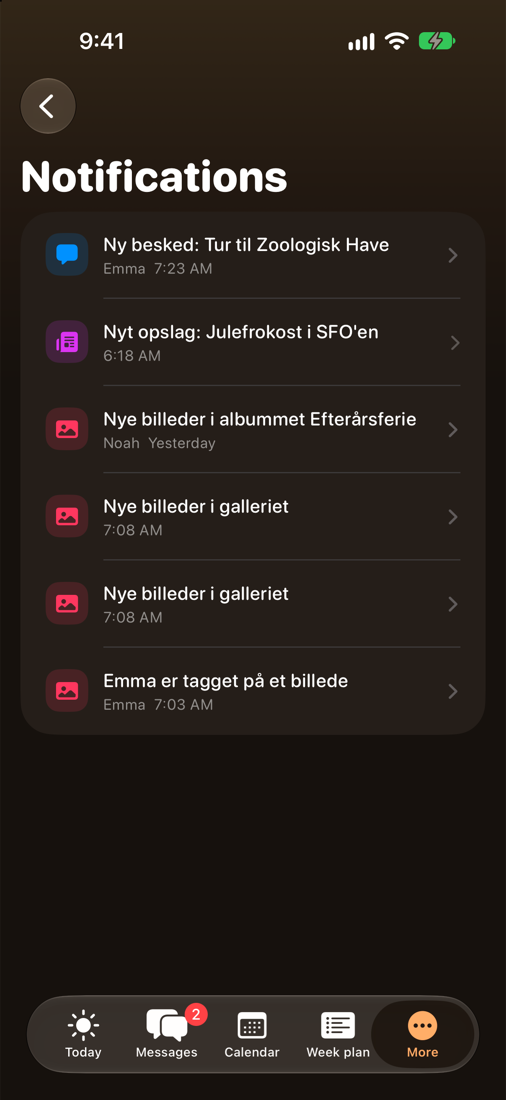 9:41
Notifications
Ny besked: Tur til Zoologisk Have
Emma 7:23 AM
Nyt opslag: Julefrokost i SFO'en
6:18 AM
Nye billeder i albummet Efterårsferie
Noah Yesterday
Nye billeder i galleriet
7:08 AM
Nye billeder i galleriet
7:08 AM
Emma er tagget på et billede
Emma 7:03 AM
2
Today Messages Calendar Week plan More